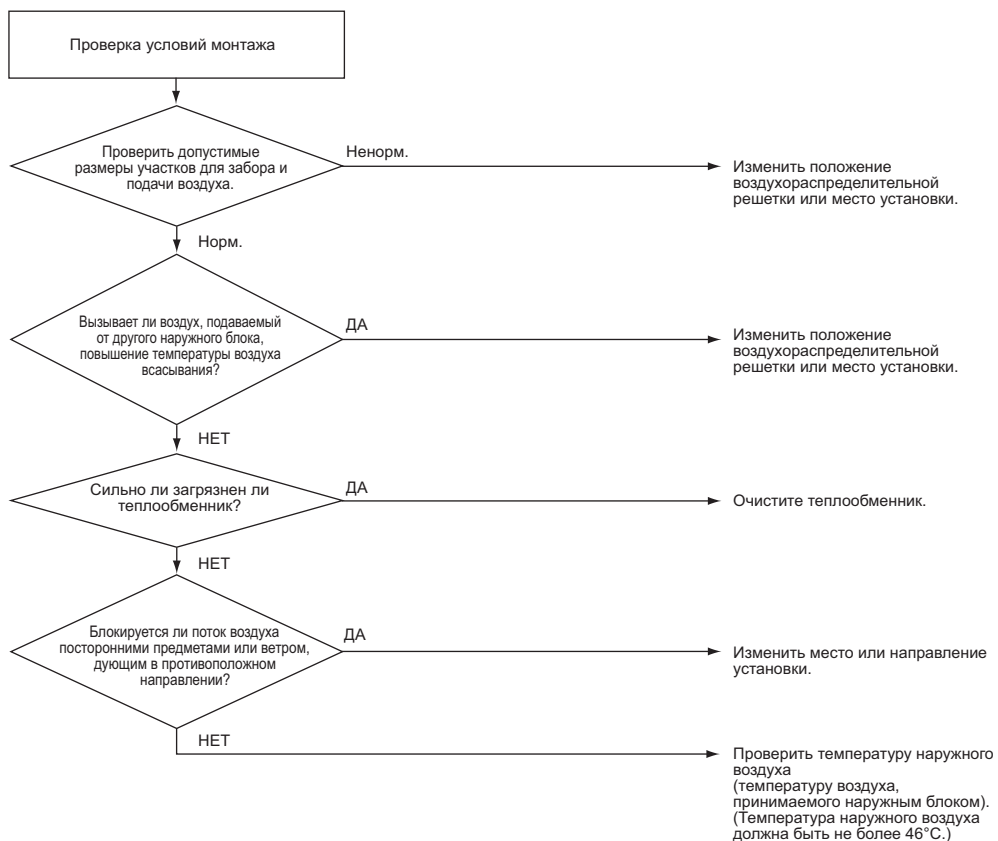 Проверка условий монтажа
Проверить допустимые
размеры участков для забора и
подачи воздуха.
Ненорм.
Изменить положение
воздухораспределительной
решетки или место установки.
Норм.
Вызывает ли воздух, подаваемый
от другого наружного блока,
повышение температуры воздуха
всасывания?
ДА
Изменить положение
воздухораспределительной
решетки или место установки.
НЕТ
Сильно ли загрязнен ли
теплообменник?
ДА
Очистите теплообменник.
НЕТ
Блокируется ли поток воздуха
посторонними предметами или ветром,
дующим в противоположном
направлении?
ДА
Изменить место или направление
установки.
НЕТ
Проверить температуру наружного
воздуха
(температуру воздуха,
принимаемого наружным блоком).
(Температура наружного воздуха
должна быть не более 46°C.)